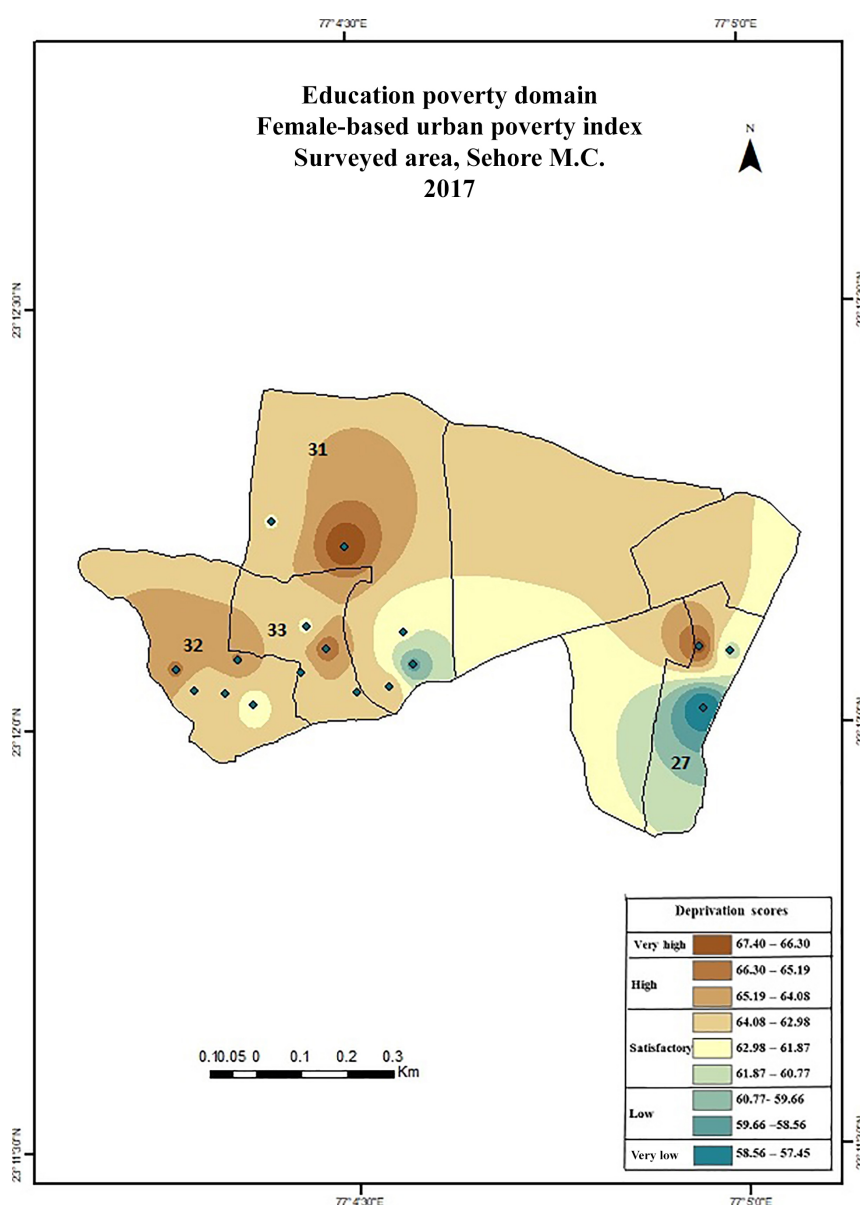 77°4'30"E
77°5'0"E
Education poverty domain
Female-based urban poverty index
Surveyed area, Sehore M.C.
2017
N
23°12'30"N
31
33
32
23°12'0"N
27
Deprivation scores
Very high 67.40 – 66.30
High 66.30 – 65.19
65.19 – 64.08
64.08 – 62.98
Satisfactory 62.98 – 61.87
61.87 – 60.77
Low 60.77- 59.66
59.66 –58.56
Very low 58.56 – 57.45
0.10.05 0 0.1 0.2 0.3
Km
23°11'30"N
77°4'30"E
77°5'0"E